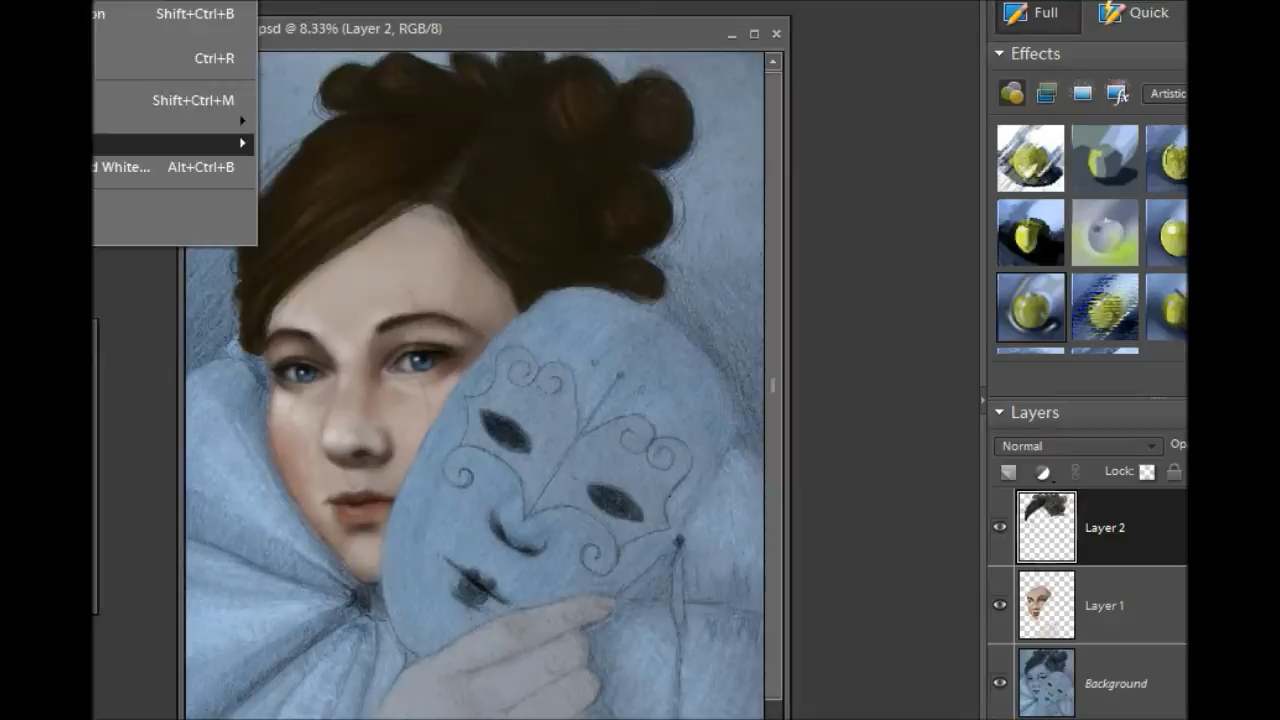 on Shift+Ctrl+B
Ctrl+R
Shift+Ctrl+M
d White... Alt+Ctrl+B
psd @ 8.33% (Layer 2, RGB/8)
Full Quick
Effects
Artistic
Layers
Normal Op
Lock:
Layer 2
Layer 1
Background